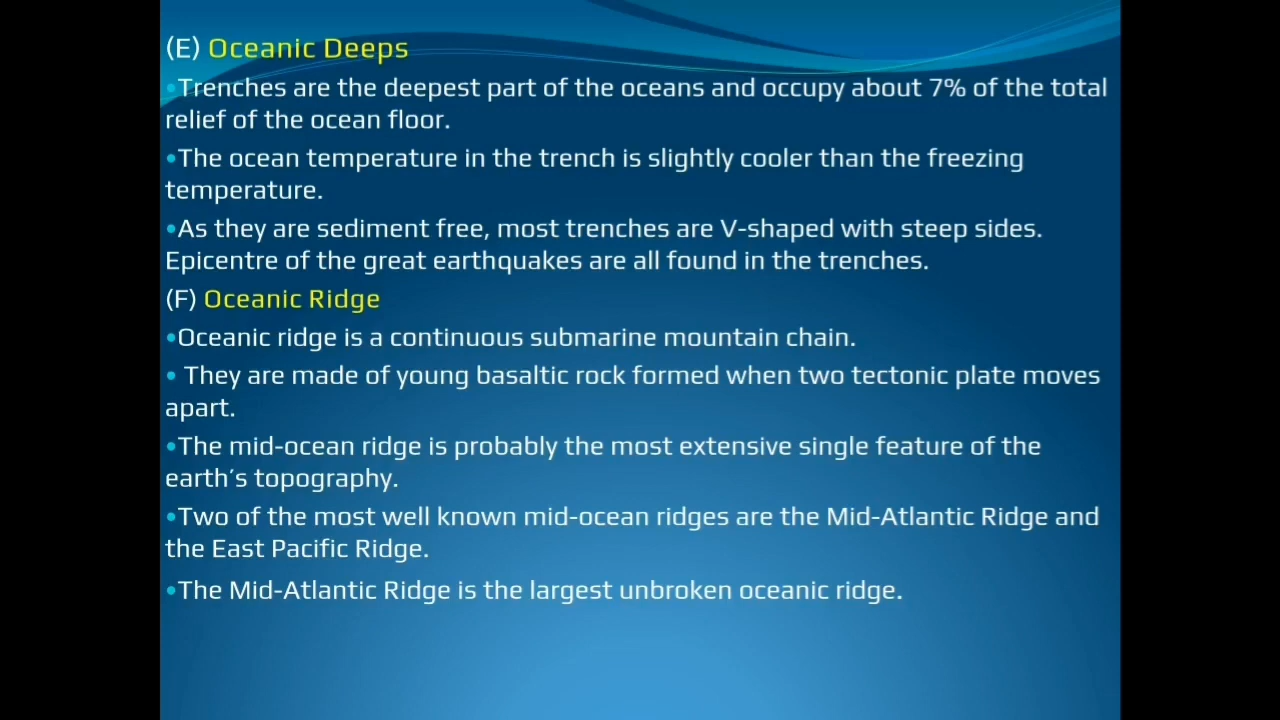 (E) Oceanic Deeps
•Trenches are the deepest part of the oceans and occupy about 7% of the total
relief of the ocean floor.
•The ocean temperature in the trench is slightly cooler than the freezing
temperature.
•As they are sediment free, most trenches are V-shaped with steep sides.
Epicentre of the great earthquakes are all found in the trenches.
(F) Oceanic Ridge
•Oceanic ridge is a continuous submarine mountain chain.
• They are made of young basaltic rock formed when two tectonic plate moves
apart.
•The mid-ocean ridge is probably the most extensive single feature of the
earth’s topography.
•Two of the most well known mid-ocean ridges are the Mid-Atlantic Ridge and
the East Pacific Ridge.
•The Mid-Atlantic Ridge is the largest unbroken oceanic ridge.